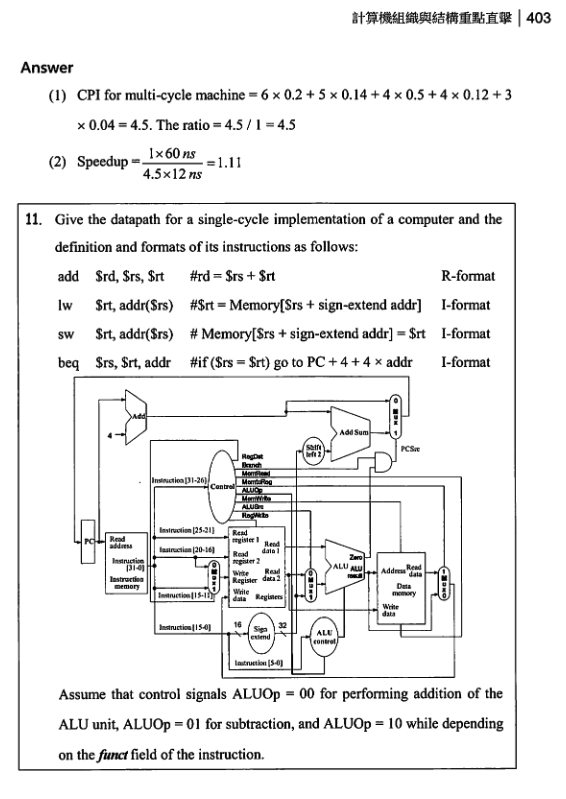 計算機組織與結構重點直擊 | 403
Answer
(1) CPI for multi-cycle machine = 6 × 0.2 + 5 × 0.14 + 4 × 0.5 + 4 × 0.12 + 3
× 0.04 = 4.5. The ratio = 4.5 / 1 = 4.5
(2) Speedup = 1×60 ns / 4.5×12 ns = 1.11
11. Give the datapath for a single-cycle implementation of a computer and the
definition and formats of its instructions as follows:
add $rd, $rs, $rt #rd = $rs + $rt R-format
lw $rt, addr($rs) #$rt = Memory[$rs + sign-extend addr] I-format
sw $rt, addr($rs) # Memory[$rs + sign-extend addr] = $rt I-format
beq $rs, $rt, addr #if ($rs = $rt) go to PC + 4 + 4 × addr I-format
Add
4
Add Sum
0
Mux
1
PCSrc
Shift
left 2
RegDst
Branch
MemRead
MemtoReg
ALUOp
MemWrite
ALUSrc
RegWrite
Instruction [31-26]
Control
PC
Read
address
Instruction
[31-0]
Instruction
memory
Instruction [25-21]
Instruction [20-16]
Instruction [15-11]
0
Mux
1
Read
register 1
Read
register 2
Write
Register
Write
data
Read
data 1
Read
data 2
Registers
0
Mux
1
Zero
ALU ALU
result
Address Read
data
Data
memory
Write
data
1
Mux
0
Instruction [15-0]
16
Sign
extend
32
ALU
control
Instruction [5-0]
Assume that control signals ALUOp = 00 for performing addition of the
ALU unit, ALUOp = 01 for subtraction, and ALUOp = 10 while depending
on the funct field of the instruction.